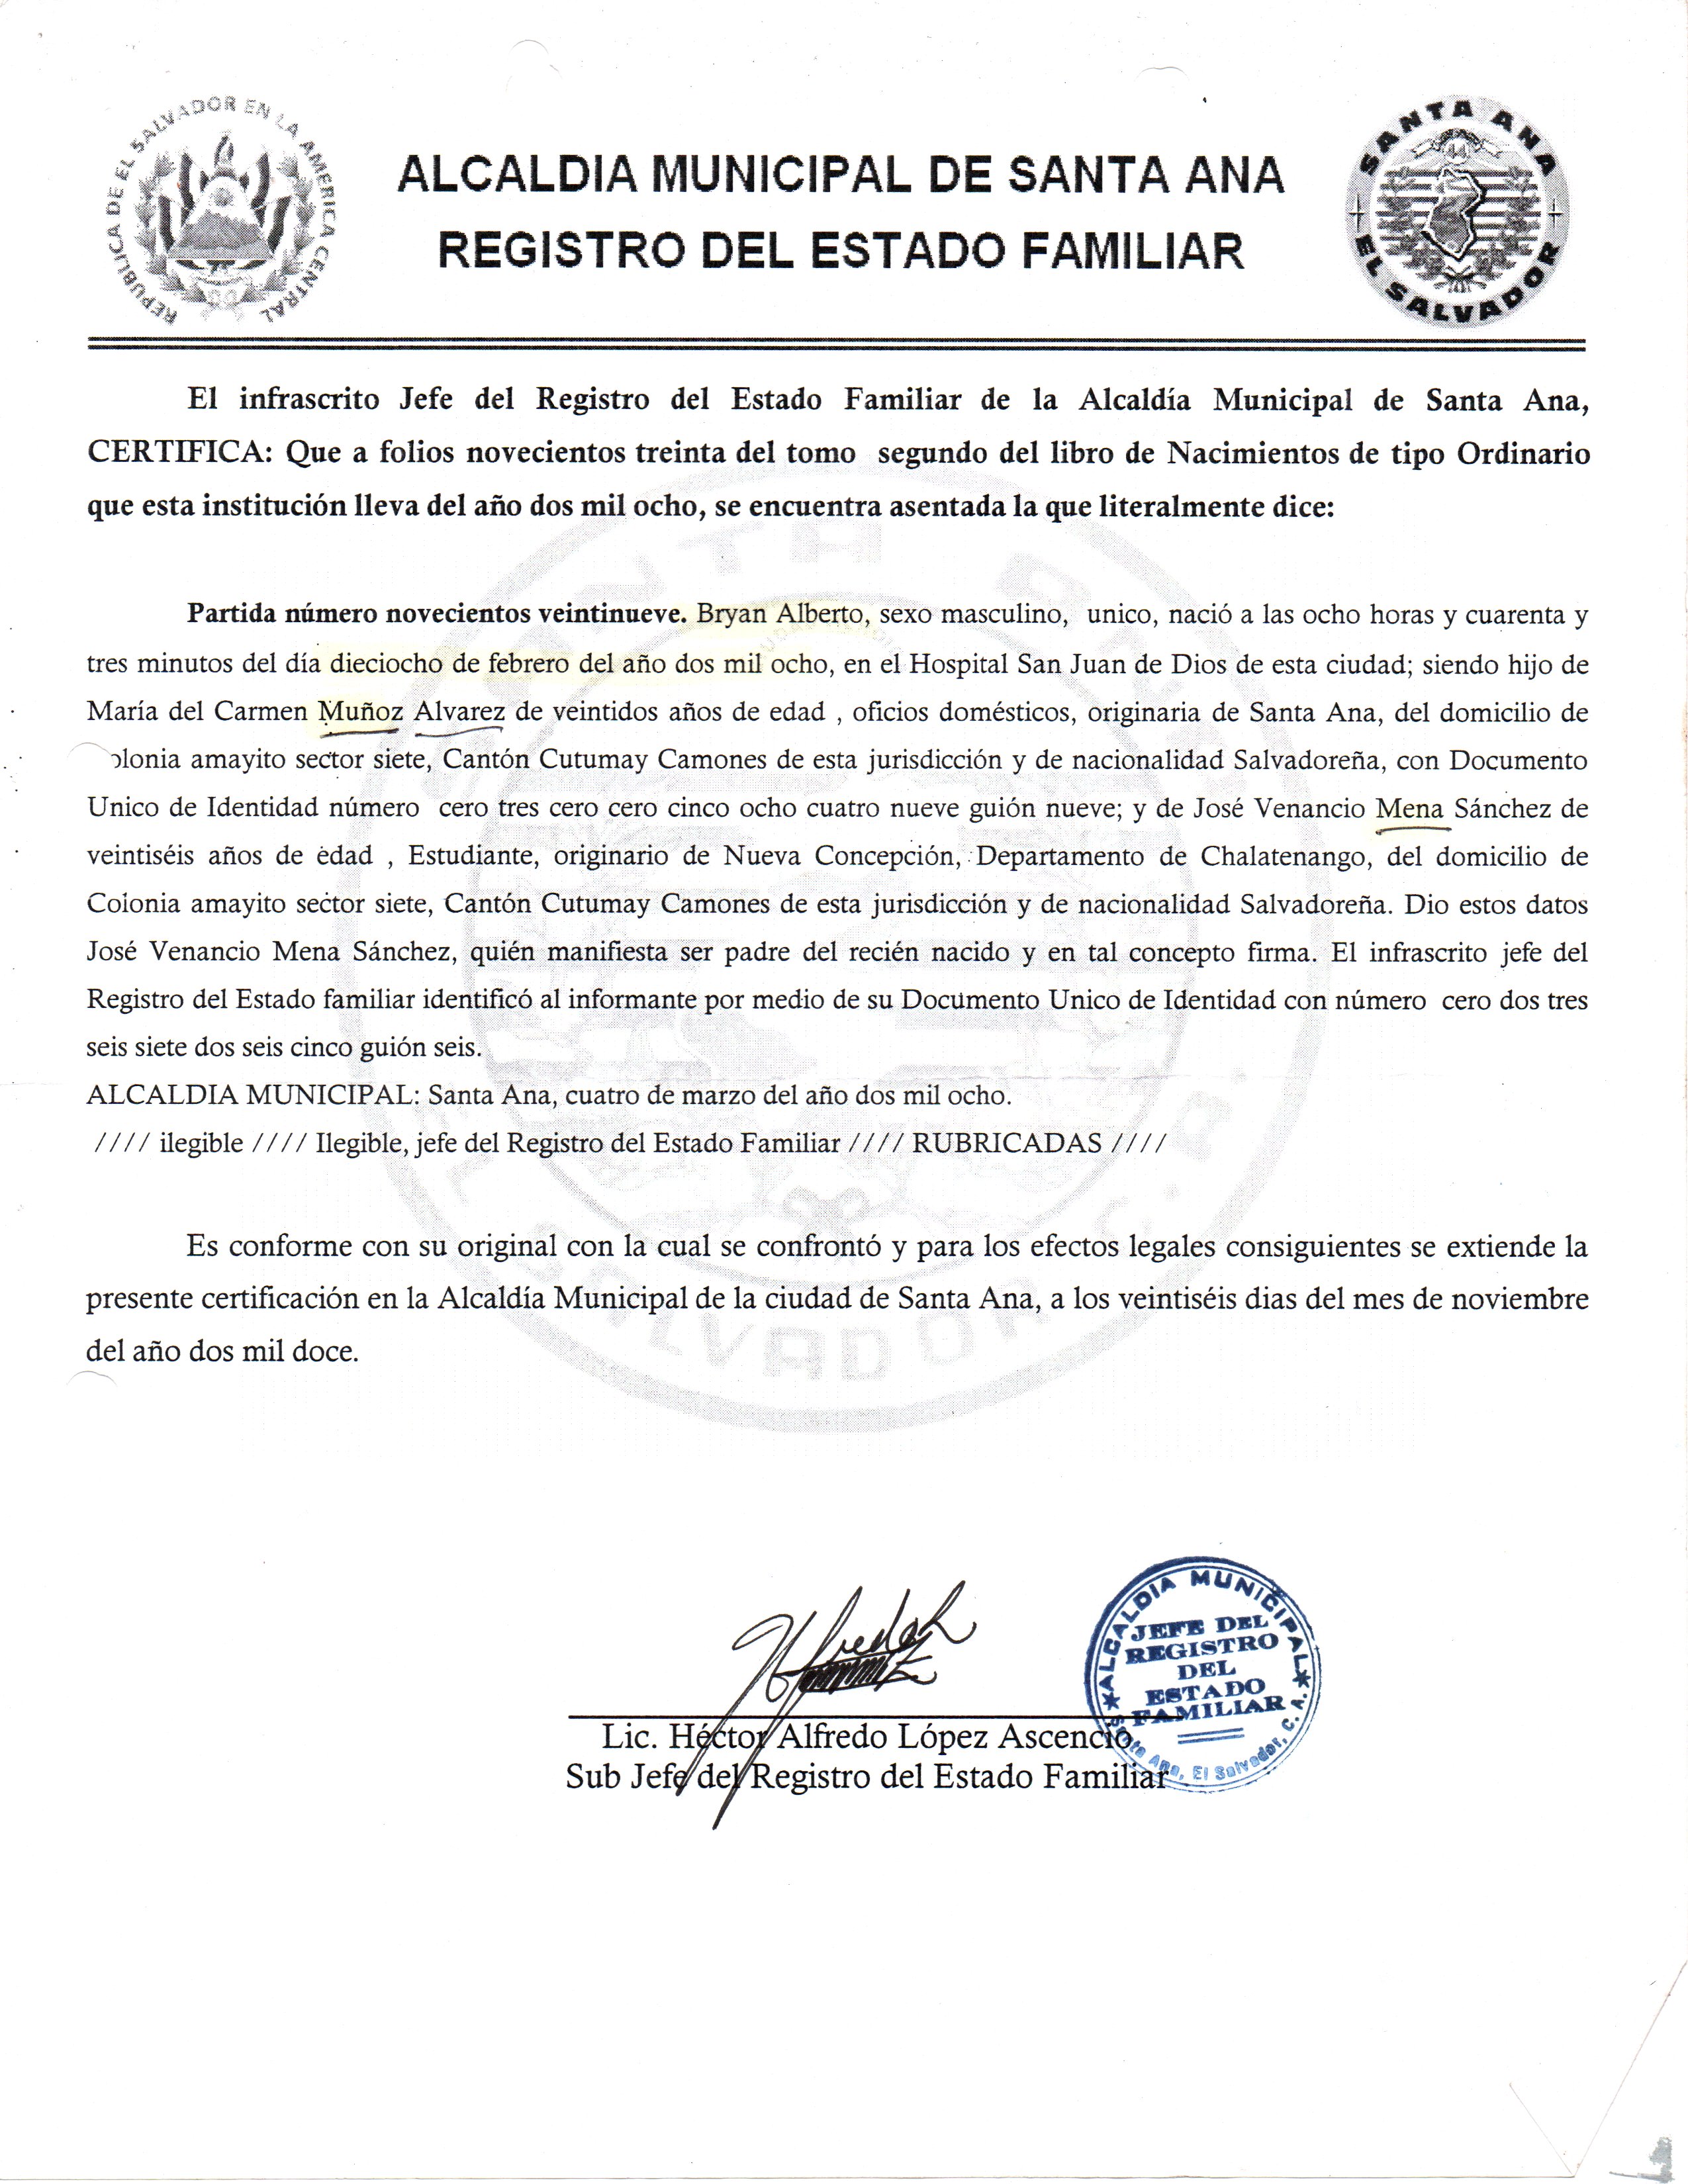 REPUBLICA DE EL SALVADOR EN LA AMERICA CENTRAL
ALCALDIA MUNICIPAL DE SANTA ANA
REGISTRO DEL ESTADO FAMILIAR
SANTA ANA
EL SALVADOR
El infrascrito Jefe del Registro del Estado Familiar de la Alcaldía Municipal de Santa Ana,
CERTIFICA: Que a folios novecientos treinta del tomo segundo del libro de Nacimientos de tipo Ordinario
que esta institución lleva del año dos mil ocho, se encuentra asentada la que literalmente dice:
Partida número novecientos veintinueve. Bryan Alberto, sexo masculino, unico, nació a las ocho horas y cuarenta y
tres minutos del día dieciocho de febrero del año dos mil ocho, en el Hospital San Juan de Dios de esta ciudad; siendo hijo de
María del Carmen Muñoz Alvarez de veintidos años de edad , oficios domésticos, originaria de Santa Ana, del domicilio de
olonia amayito sector siete, Cantón Cutumay Camones de esta jurisdicción y de nacionalidad Salvadoreña, con Documento
Unico de Identidad número cero tres cero cero cinco ocho cuatro nueve guión nueve; y de José Venancio Mena Sánchez de
veintiséis años de edad , Estudiante, originario de Nueva Concepción, Departamento de Chalatenango, del domicilio de
Colonia amayito sector siete, Cantón Cutumay Camones de esta jurisdicción y de nacionalidad Salvadoreña. Dio estos datos
José Venancio Mena Sánchez, quién manifiesta ser padre del recién nacido y en tal concepto firma. El infrascrito jefe del
Registro del Estado familiar identificó al informante por medio de su Documento Unico de Identidad con número cero dos tres
seis siete dos seis cinco guión seis.
ALCALDIA MUNICIPAL: Santa Ana, cuatro de marzo del año dos mil ocho.
//// ilegible //// Ilegible, jefe del Registro del Estado Familiar //// RUBRICADAS ////
Es conforme con su original con la cual se confrontó y para los efectos legales consiguientes se extiende la
presente certificación en la Alcaldía Municipal de la ciudad de Santa Ana, a los veintiséis dias del mes de noviembre
del año dos mil doce.
ALCALDIA MUNICIPAL
JEFE DEL
REGISTRO
DEL
ESTADO
FAMILIAR
Santa Ana, El Salvador, C. A.
Lic. Héctor Alfredo López Ascencio
Sub Jefe del Registro del Estado Familiar